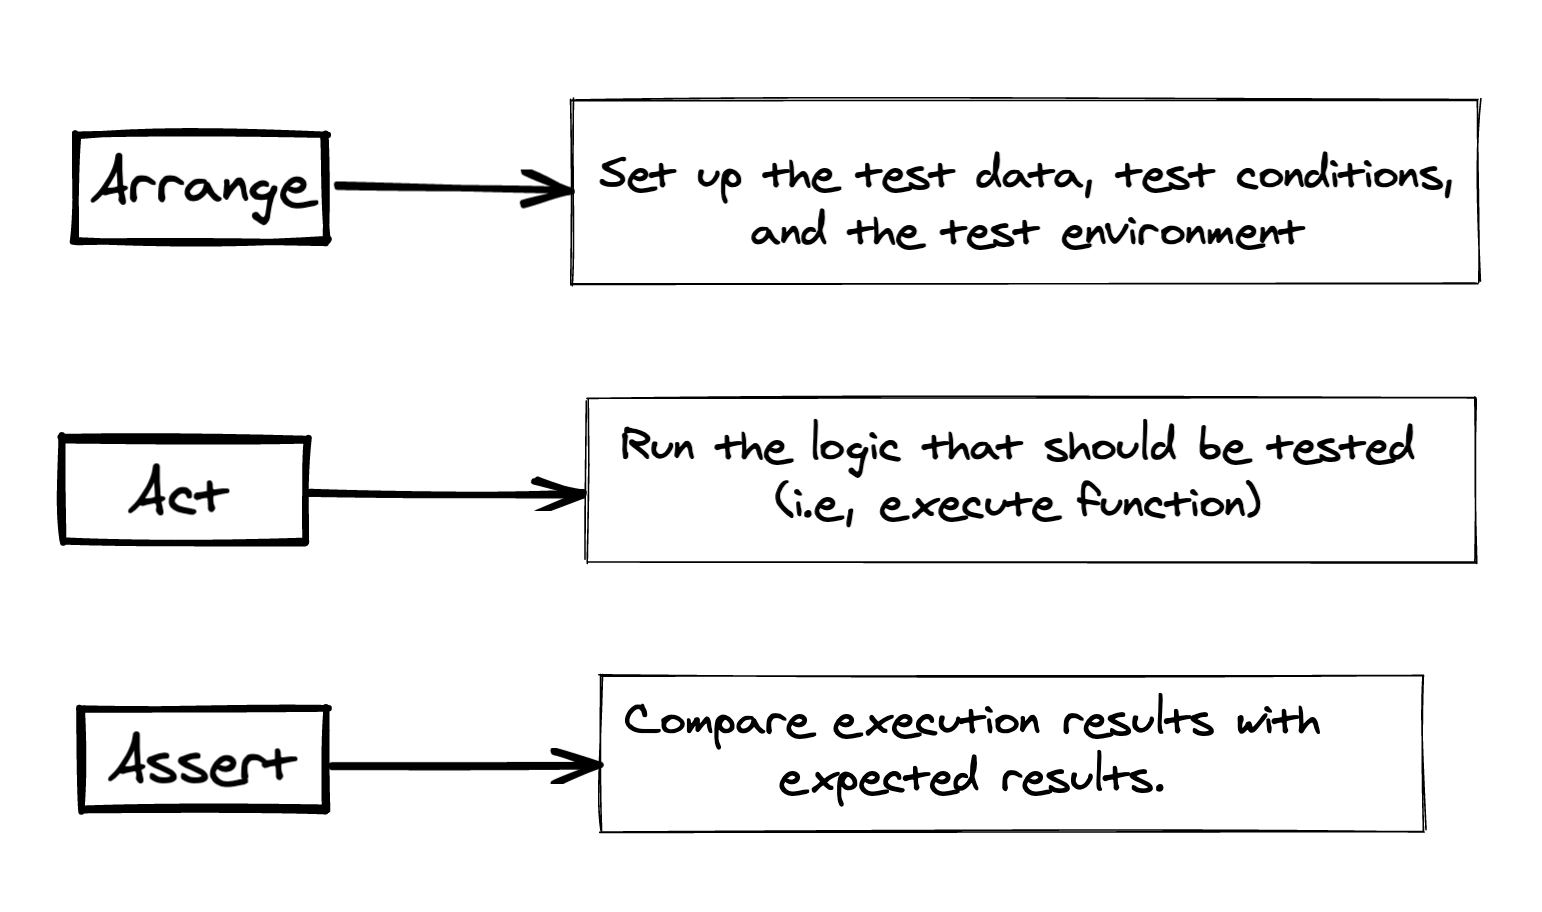 Arrange
Set up the test data, test conditions,
and the test environment
Act
Run the logic that should be tested
(i.e, execute function)
Assert
Compare execution results with
expected results.